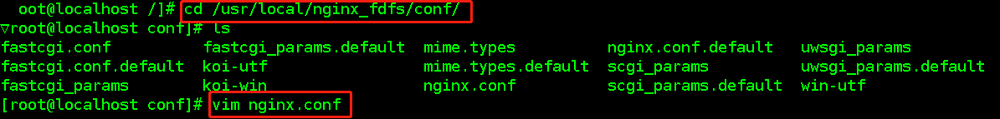 oot@localhost /]# cd /usr/local/nginx_fdfs/conf/
▽root@localhost conf]# ls
fastcgi.conf fastcgi_params.default mime.types nginx.conf.default uwsgi_params
fastcgi.conf.default koi-utf mime.types.default scgi_params uwsgi_params.default
fastcgi_params koi-win nginx.conf scgi_params.default win-utf
[root@localhost conf]# vim nginx.conf